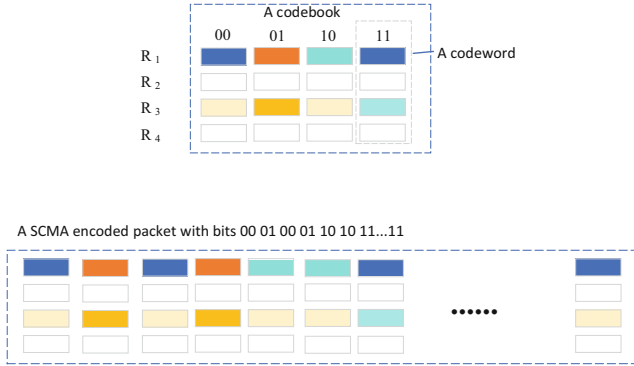 A codebook
00 01 10 11
R 1
A codeword
R 2
R 3
R 4
A SCMA encoded packet with bits 00 01 00 01 10 10 11...11
......